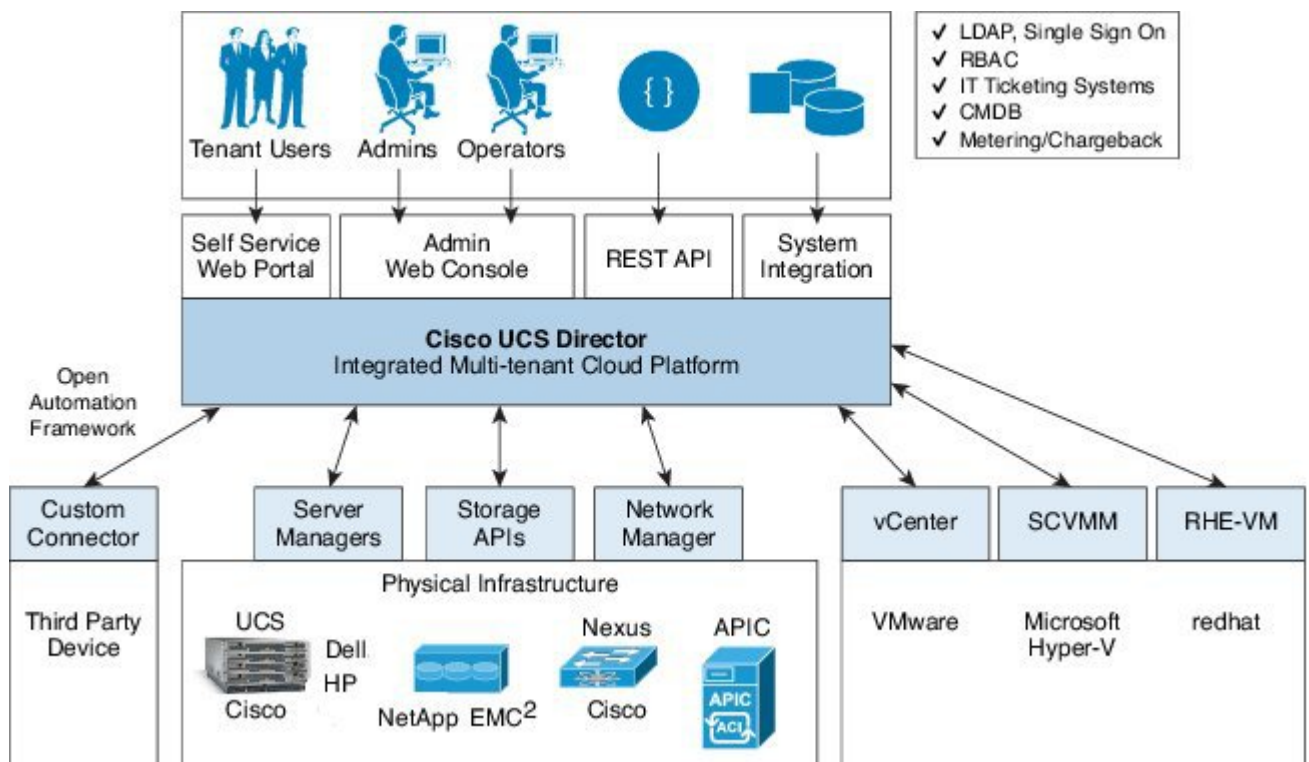 Tenant Users
Admins
Operators
{ }
✓ LDAP, Single Sign On
✓ RBAC
✓ IT Ticketing Systems
✓ CMDB
✓ Metering/Chargeback
Self Service
Web Portal
Admin
Web Console
REST API
System
Integration
Cisco UCS Director
Integrated Multi-tenant Cloud Platform
Open
Automation
Framework
Custom
Connector
Server
Managers
Storage
APIs
Network
Manager
vCenter
SCVMM
RHE-VM
Third Party
Device
Physical Infrastructure
UCS
Dell
HP
Cisco
NetApp EMC²
Nexus
Cisco
APIC
APIC
ACI
VMware
Microsoft
Hyper-V
redhat